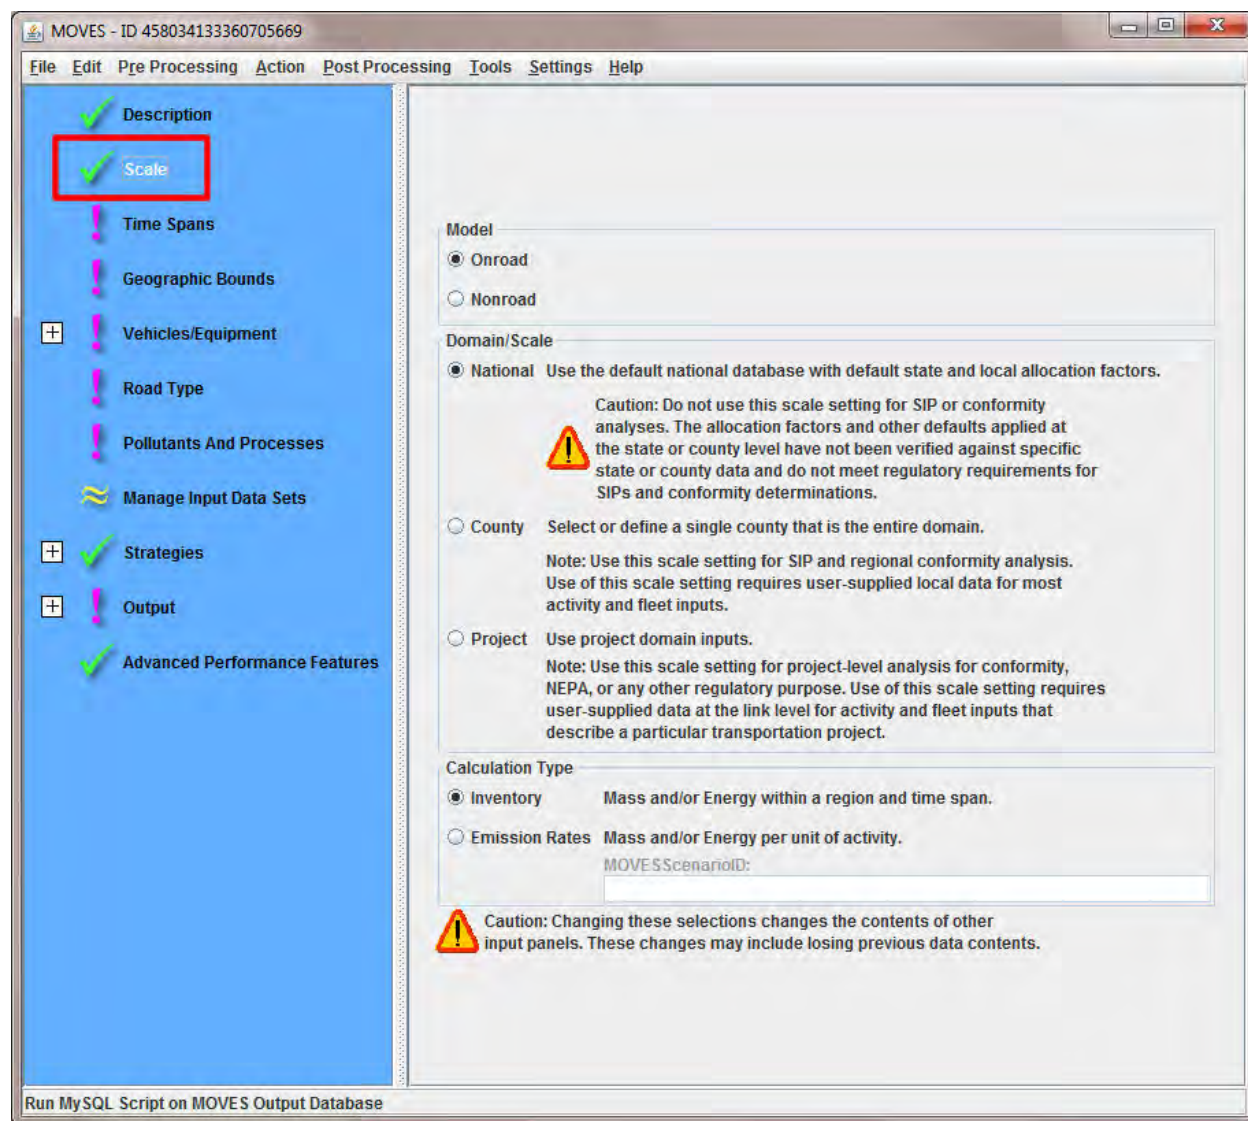 MOVES - ID 458034133360705669
File Edit Pre Processing Action Post Processing Tools Settings Help
Description
Scale
Time Spans
Geographic Bounds
Vehicles/Equipment
Road Type
Pollutants And Processes
Manage Input Data Sets
Strategies
Output
Advanced Performance Features
Model
Onroad
Nonroad
Domain/Scale
National Use the default national database with default state and local allocation factors.
Caution: Do not use this scale setting for SIP or conformity
analyses. The allocation factors and other defaults applied at
the state or county level have not been verified against specific
state or county data and do not meet regulatory requirements for
SIPs and conformity determinations.
County Select or define a single county that is the entire domain.
Note: Use this scale setting for SIP and regional conformity analysis.
Use of this scale setting requires user-supplied local data for most
activity and fleet inputs.
Project Use project domain inputs.
Note: Use this scale setting for project-level analysis for conformity,
NEPA, or any other regulatory purpose. Use of this scale setting requires
user-supplied data at the link level for activity and fleet inputs that
describe a particular transportation project.
Calculation Type
Inventory Mass and/or Energy within a region and time span.
Emission Rates Mass and/or Energy per unit of activity.
MOVESScenarioID:
Caution: Changing these selections changes the contents of other
input panels. These changes may include losing previous data contents.
Run MySQL Script on MOVES Output Database